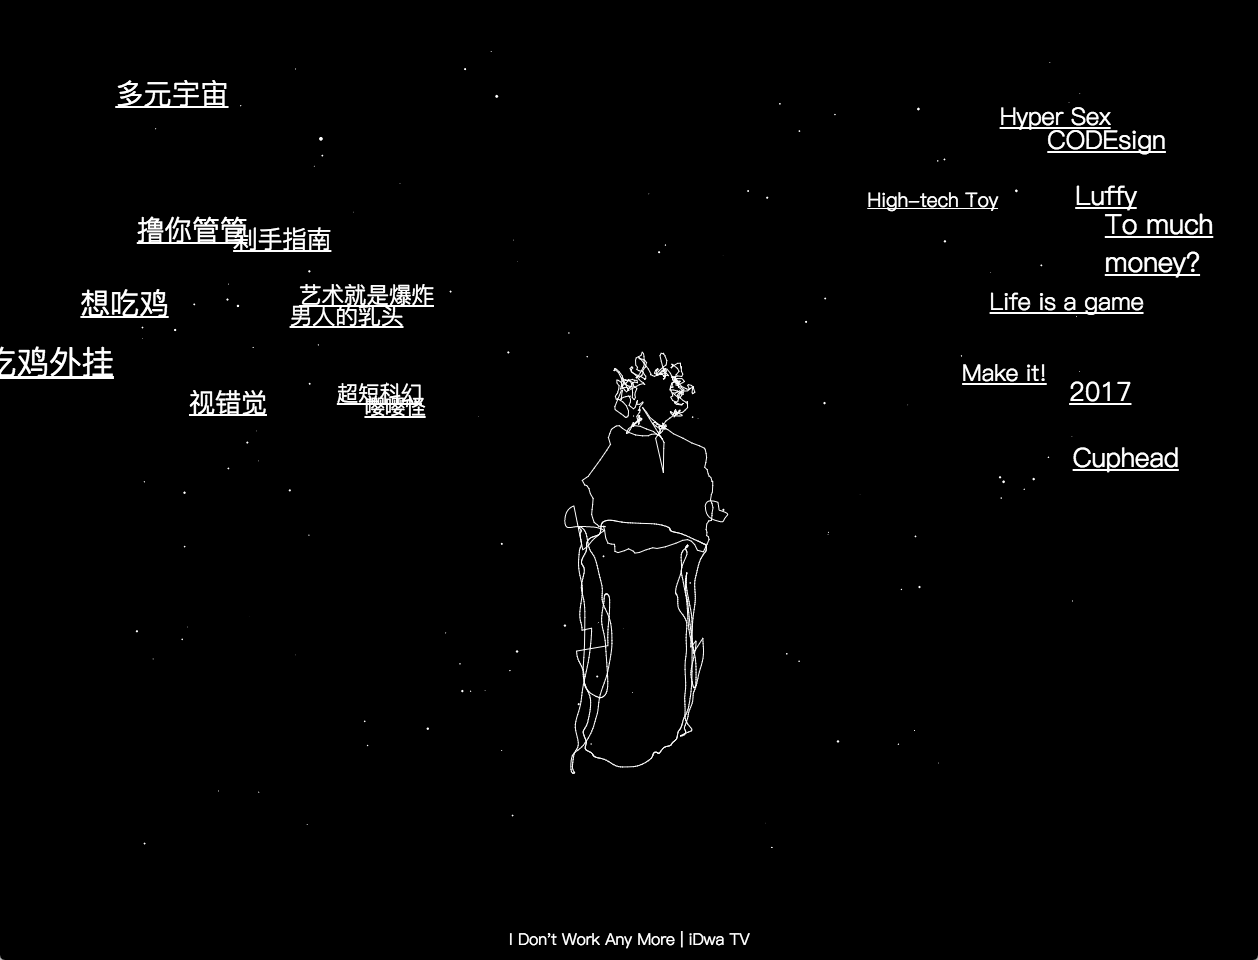 多元宇宙
撸你管管
剁手指南
想吃鸡
艺术就是爆炸
男人的乳头
吃鸡外挂
视错觉
超短科幻
嘤嘤怪
Hyper Sex
CODEsign
High-tech Toy
Luffy
To much
money?
Life is a game
Make it!
2017
Cuphead
I Don't Work Any More | iDwa TV